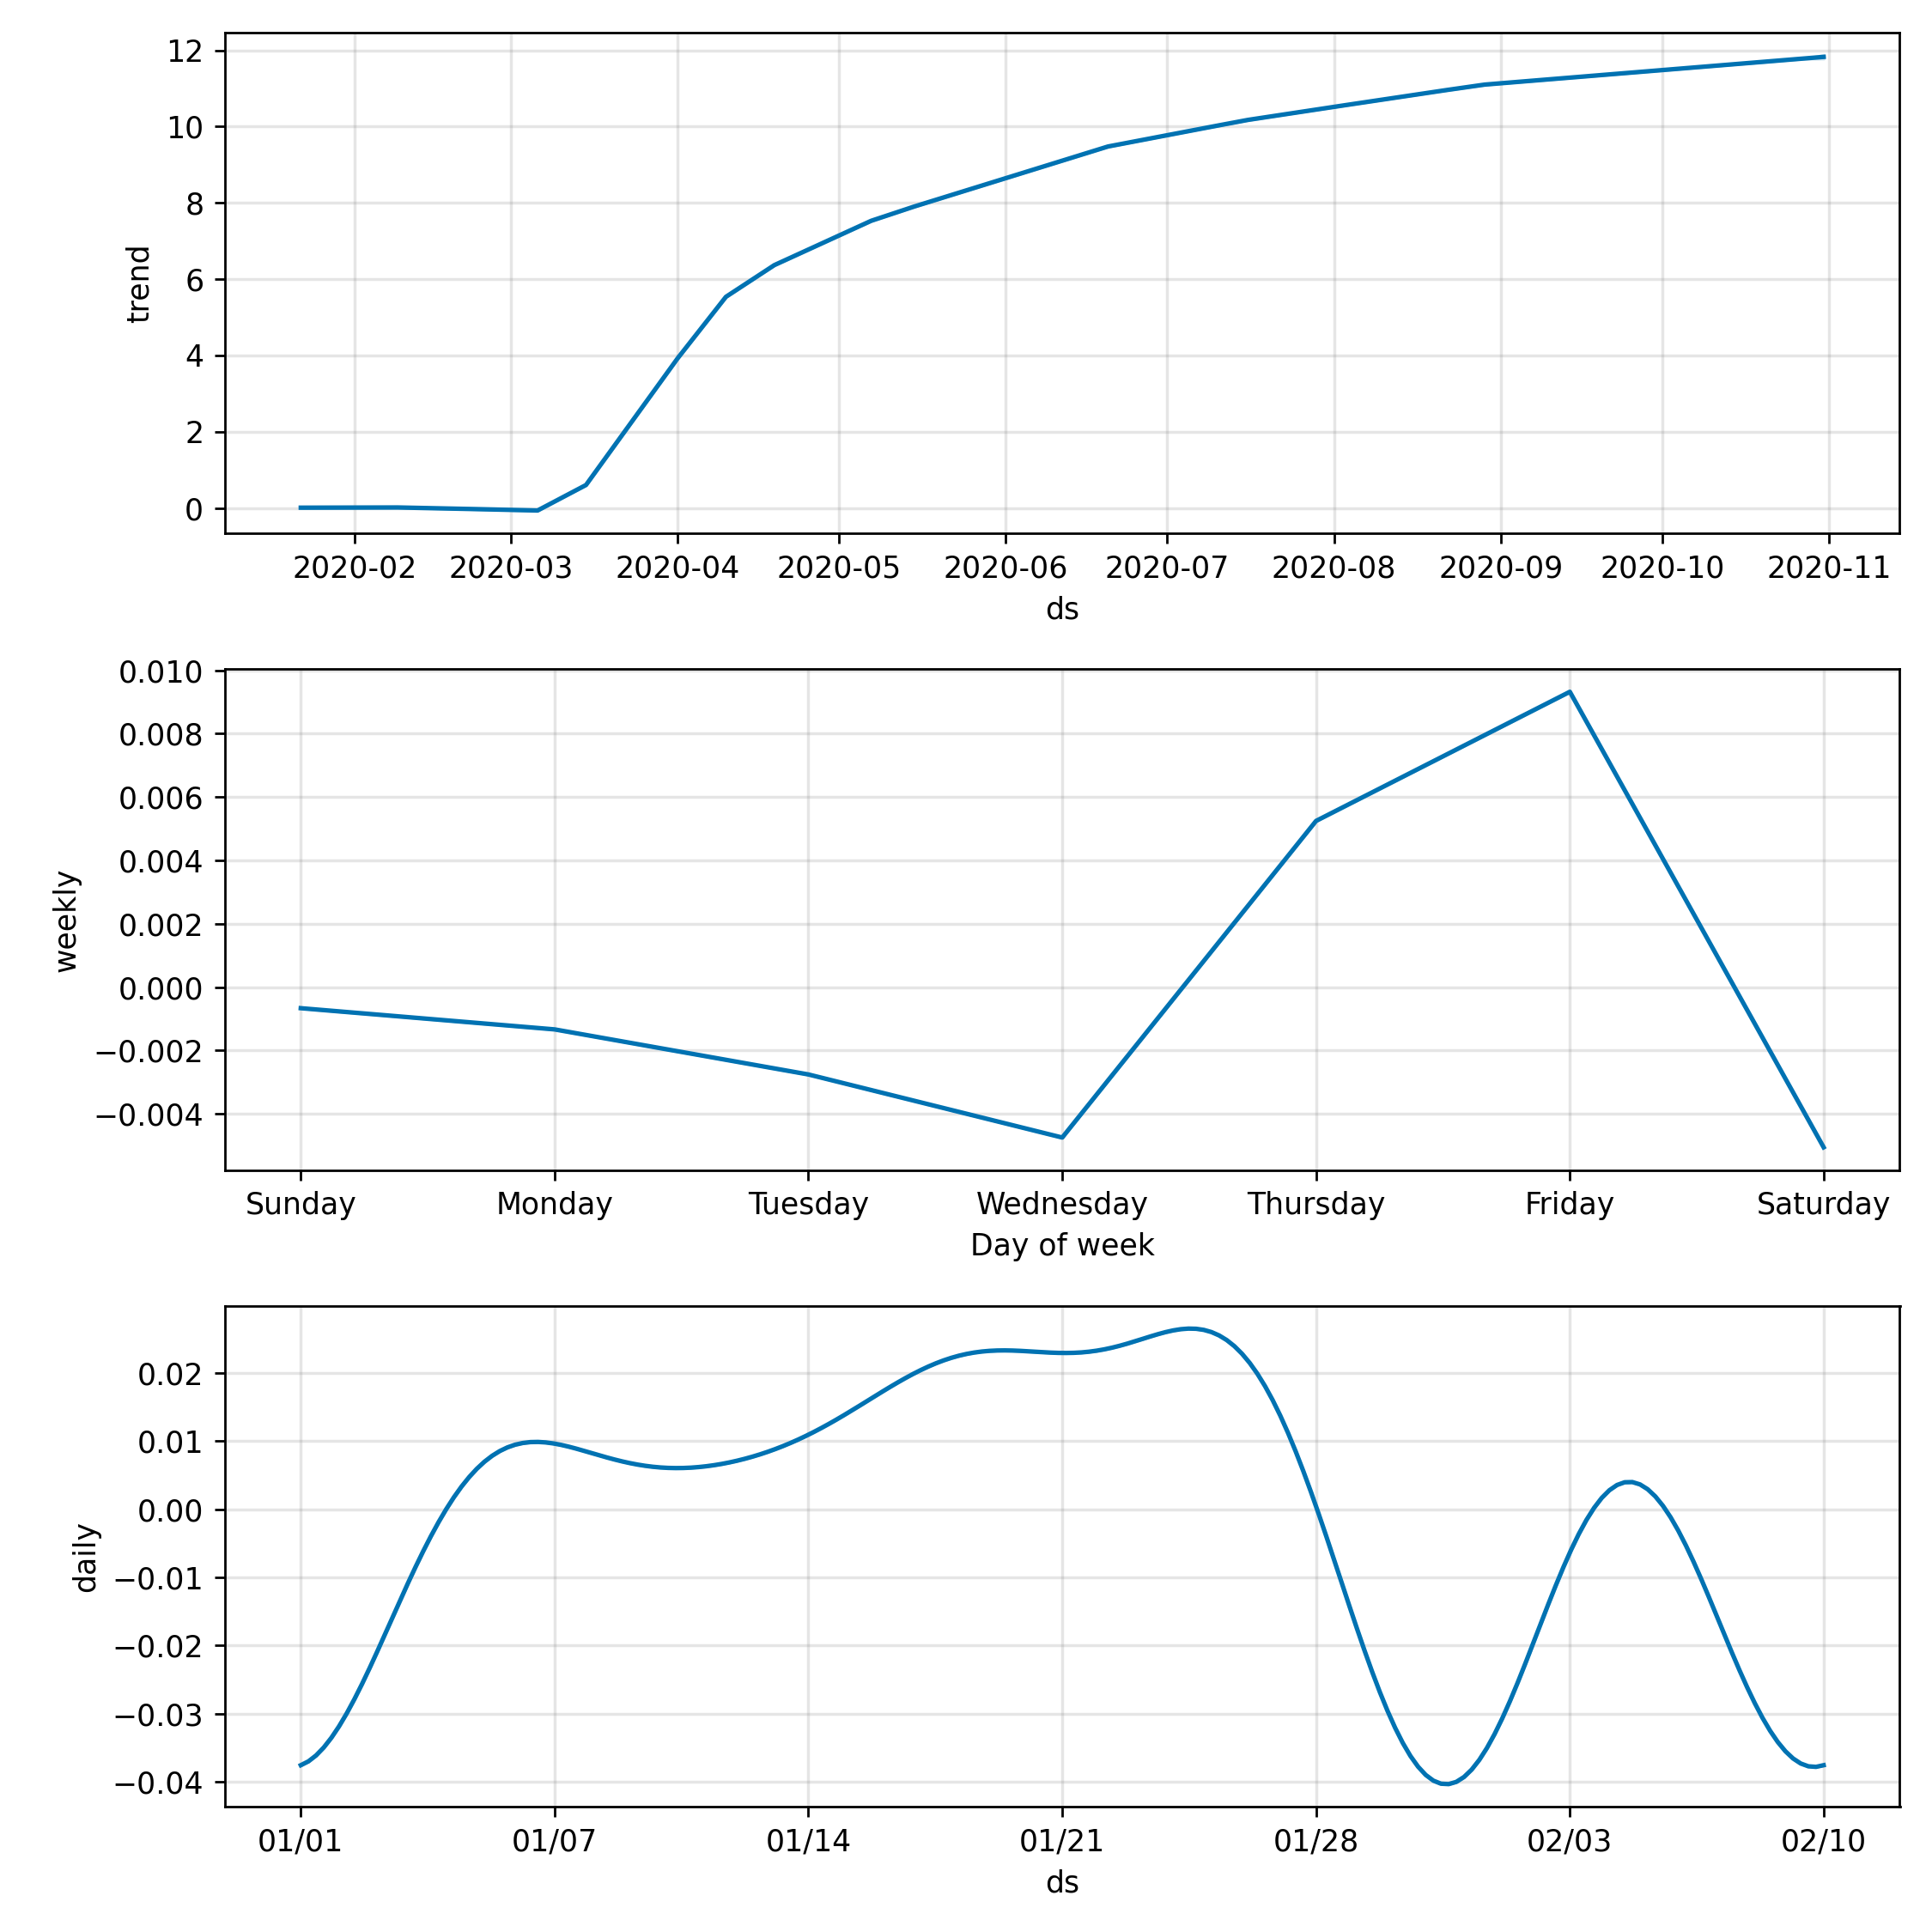 trend
12
10
8
6
4
2
0
2020-02 2020-03 2020-04 2020-05 2020-06 2020-07 2020-08 2020-09 2020-10 2020-11
ds
weekly
0.010
0.008
0.006
0.004
0.002
0.000
−0.002
−0.004
Sunday Monday Tuesday Wednesday Thursday Friday Saturday
Day of week
daily
0.02
0.01
0.00
−0.01
−0.02
−0.03
−0.04
01/01 01/07 01/14 01/21 01/28 02/03 02/10
ds